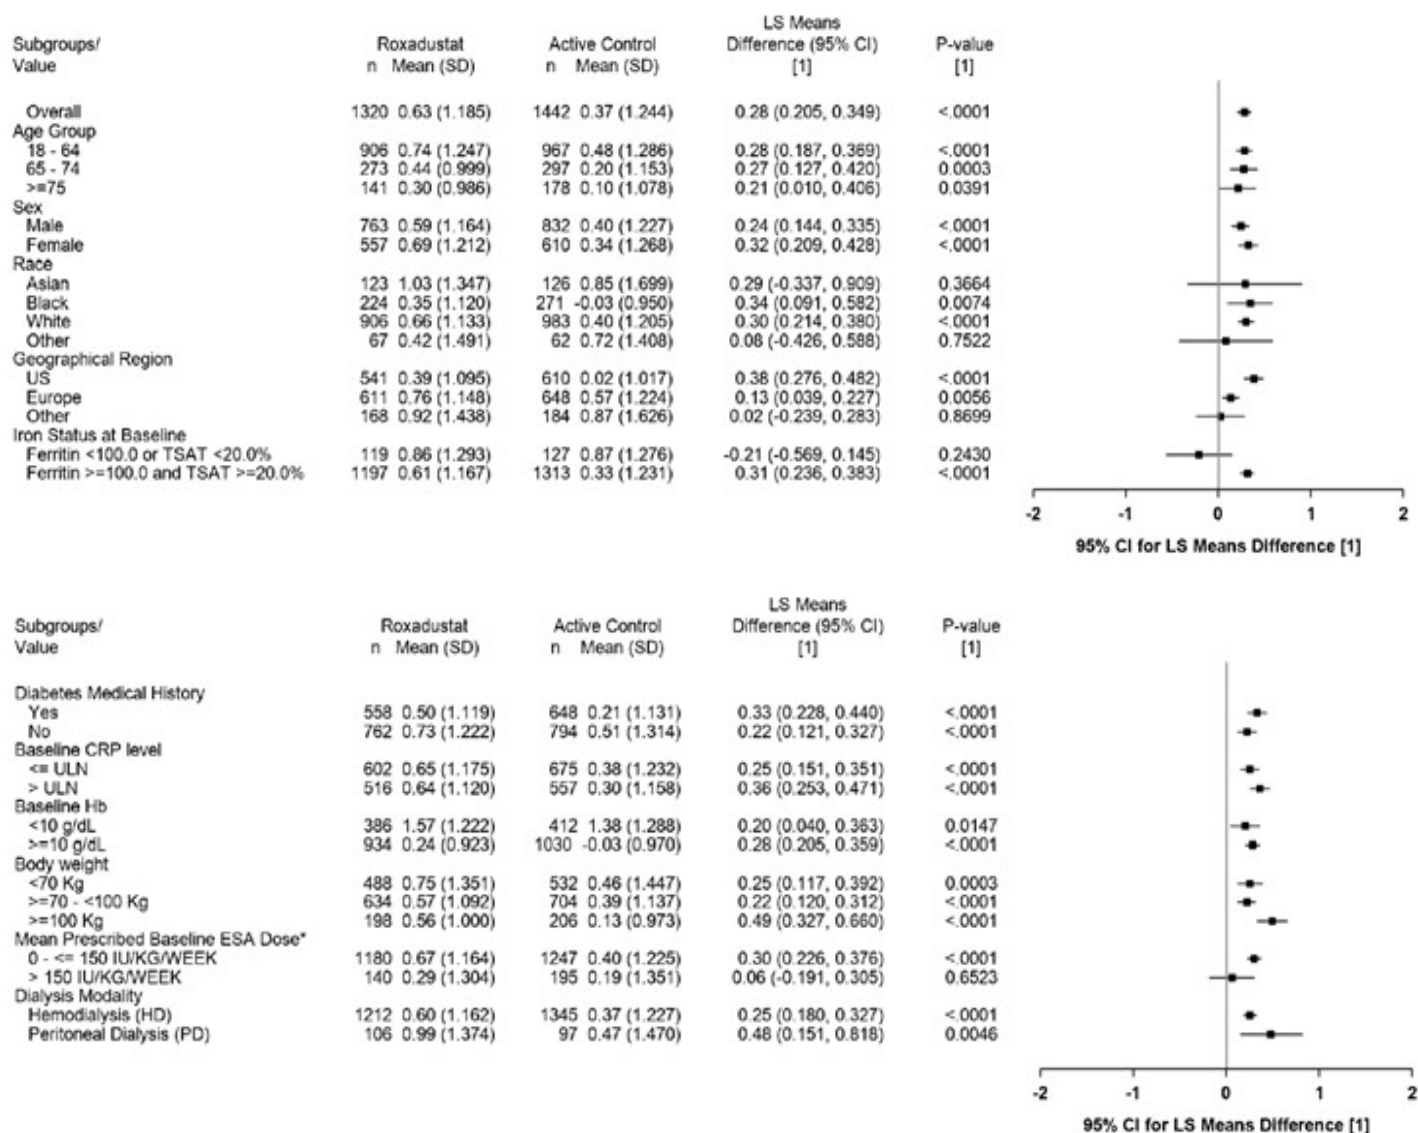 LS Means
Subgroups/ Roxadustat Active Control Difference (95% CI) P-value
Value n Mean (SD) n Mean (SD) [1] [1]
Overall 1320 0.63 (1.185) 1442 0.37 (1.244) 0.28 (0.205, 0.349) <.0001
Age Group
18 - 64 906 0.74 (1.247) 967 0.48 (1.286) 0.28 (0.187, 0.369) <.0001
65 - 74 273 0.44 (0.999) 297 0.20 (1.153) 0.27 (0.127, 0.420) 0.0003
>=75 141 0.30 (0.986) 178 0.10 (1.078) 0.21 (0.010, 0.406) 0.0391
Sex
Male 763 0.59 (1.164) 832 0.40 (1.227) 0.24 (0.144, 0.335) <.0001
Female 557 0.69 (1.212) 610 0.34 (1.268) 0.32 (0.209, 0.428) <.0001
Race
Asian 123 1.03 (1.347) 126 0.85 (1.699) 0.29 (-0.337, 0.909) 0.3664
Black 224 0.35 (1.120) 271 -0.03 (0.950) 0.34 (0.091, 0.582) 0.0074
White 906 0.66 (1.133) 983 0.40 (1.205) 0.30 (0.214, 0.380) <.0001
Other 67 0.42 (1.491) 62 0.72 (1.408) 0.08 (-0.426, 0.588) 0.7522
Geographical Region
US 541 0.39 (1.095) 610 0.02 (1.017) 0.38 (0.276, 0.482) <.0001
Europe 611 0.76 (1.148) 648 0.57 (1.224) 0.13 (0.039, 0.227) 0.0056
Other 168 0.92 (1.438) 184 0.87 (1.626) 0.02 (-0.239, 0.283) 0.8699
Iron Status at Baseline
Ferritin <100.0 or TSAT <20.0% 119 0.86 (1.293) 127 0.87 (1.276) -0.21 (-0.569, 0.145) 0.2430
Ferritin >=100.0 and TSAT >=20.0% 1197 0.61 (1.167) 1313 0.33 (1.231) 0.31 (0.236, 0.383) <.0001
-2 -1 0 1 2
95% CI for LS Means Difference [1]
LS Means
Subgroups/ Roxadustat Active Control Difference (95% CI) P-value
Value n Mean (SD) n Mean (SD) [1] [1]
Diabetes Medical History
Yes 558 0.50 (1.119) 648 0.21 (1.131) 0.33 (0.228, 0.440) <.0001
No 762 0.73 (1.222) 794 0.51 (1.314) 0.22 (0.121, 0.327) <.0001
Baseline CRP level
<= ULN 602 0.65 (1.175) 675 0.38 (1.232) 0.25 (0.151, 0.351) <.0001
> ULN 516 0.64 (1.120) 557 0.30 (1.158) 0.36 (0.253, 0.471) <.0001
Baseline Hb
<10 g/dL 386 1.57 (1.222) 412 1.38 (1.288) 0.20 (0.040, 0.363) 0.0147
>=10 g/dL 934 0.24 (0.923) 1030 -0.03 (0.970) 0.28 (0.205, 0.359) <.0001
Body weight
<70 Kg 488 0.75 (1.351) 532 0.46 (1.447) 0.25 (0.117, 0.392) 0.0003
>=70 - <100 Kg 634 0.57 (1.092) 704 0.39 (1.137) 0.22 (0.120, 0.312) <.0001
>=100 Kg 198 0.56 (1.000) 206 0.13 (0.973) 0.49 (0.327, 0.660) <.0001
Mean Prescribed Baseline ESA Dose*
0 - <= 150 IU/KG/WEEK 1180 0.67 (1.164) 1247 0.40 (1.225) 0.30 (0.226, 0.376) <.0001
> 150 IU/KG/WEEK 140 0.29 (1.304) 195 0.19 (1.351) 0.06 (-0.191, 0.305) 0.6523
Dialysis Modality
Hemodialysis (HD) 1212 0.60 (1.162) 1345 0.37 (1.227) 0.25 (0.180, 0.327) <.0001
Peritoneal Dialysis (PD) 106 0.99 (1.374) 97 0.47 (1.470) 0.48 (0.151, 0.818) 0.0046
-2 -1 0 1 2
95% CI for LS Means Difference [1]